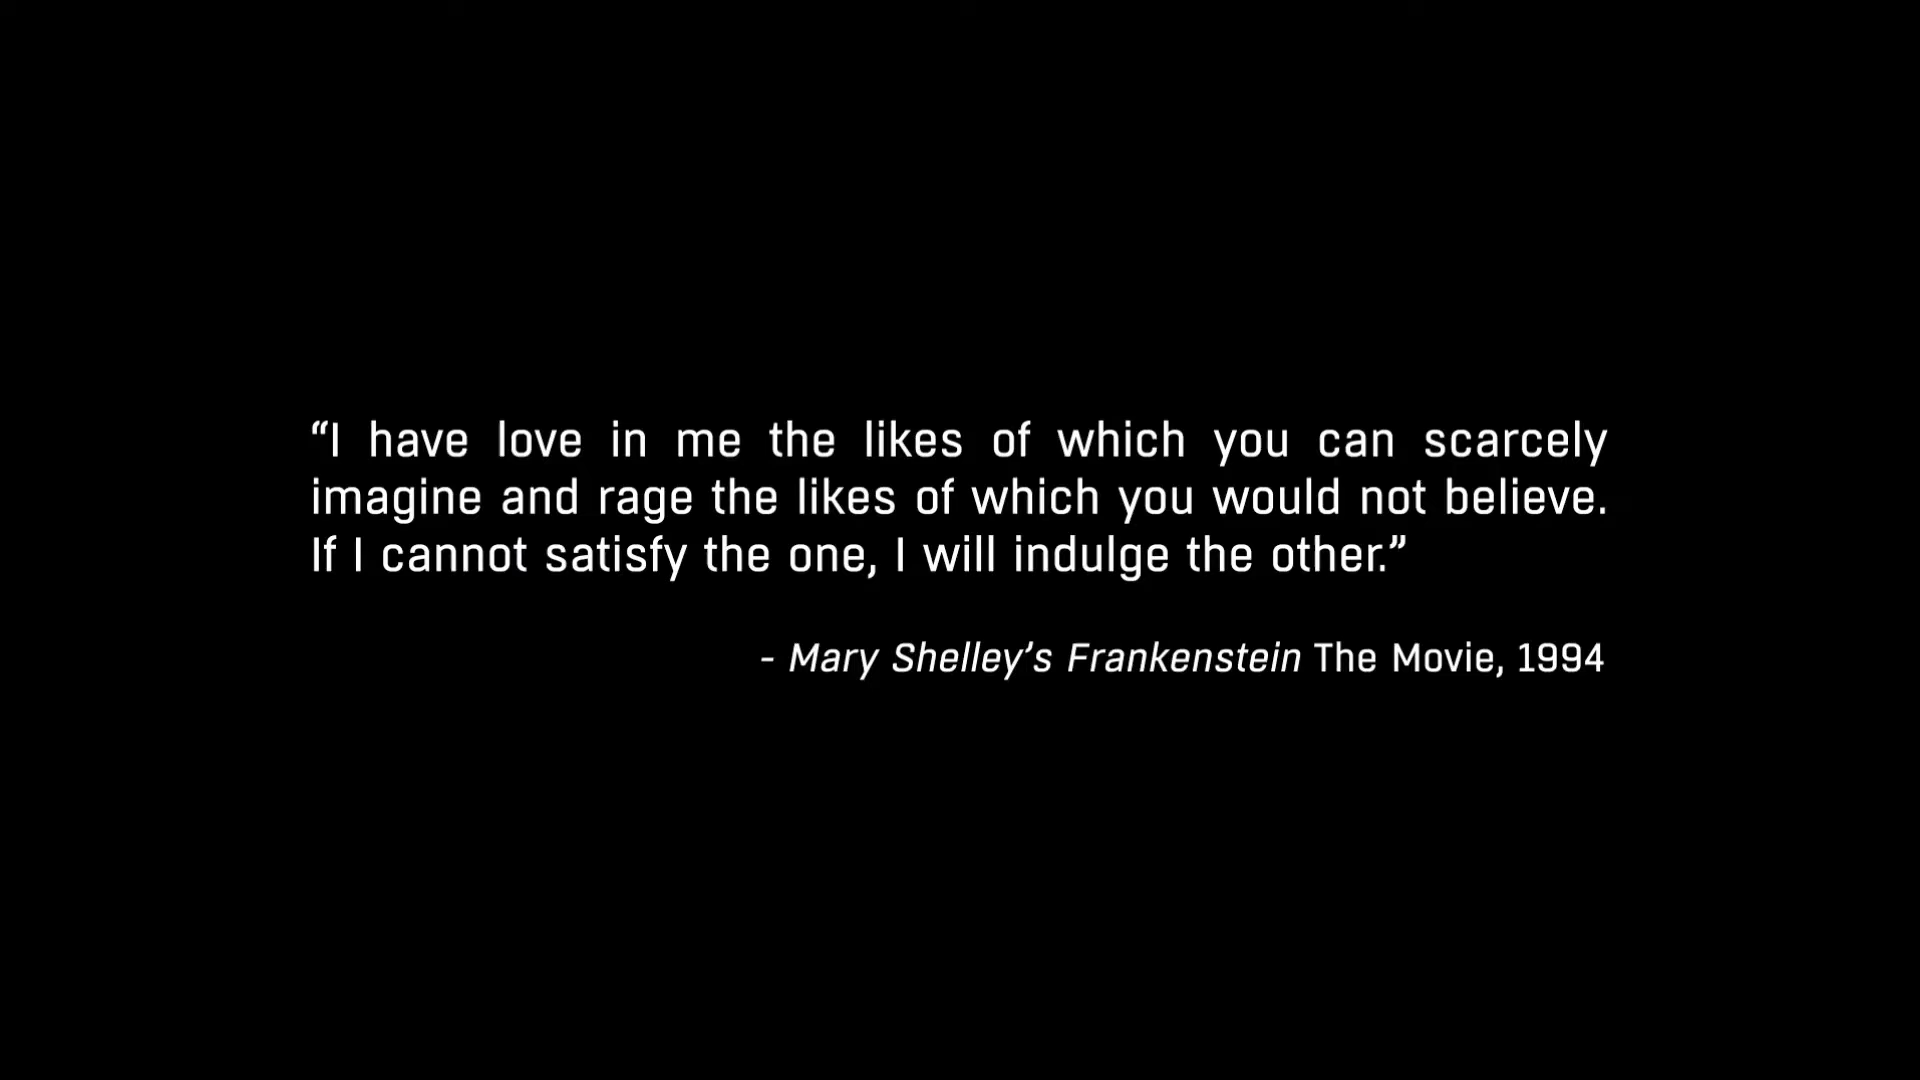 “I have love in me the likes of which you can scarcely
imagine and rage the likes of which you would not believe.
If I cannot satisfy the one, I will indulge the other.”
- Mary Shelley’s Frankenstein The Movie, 1994